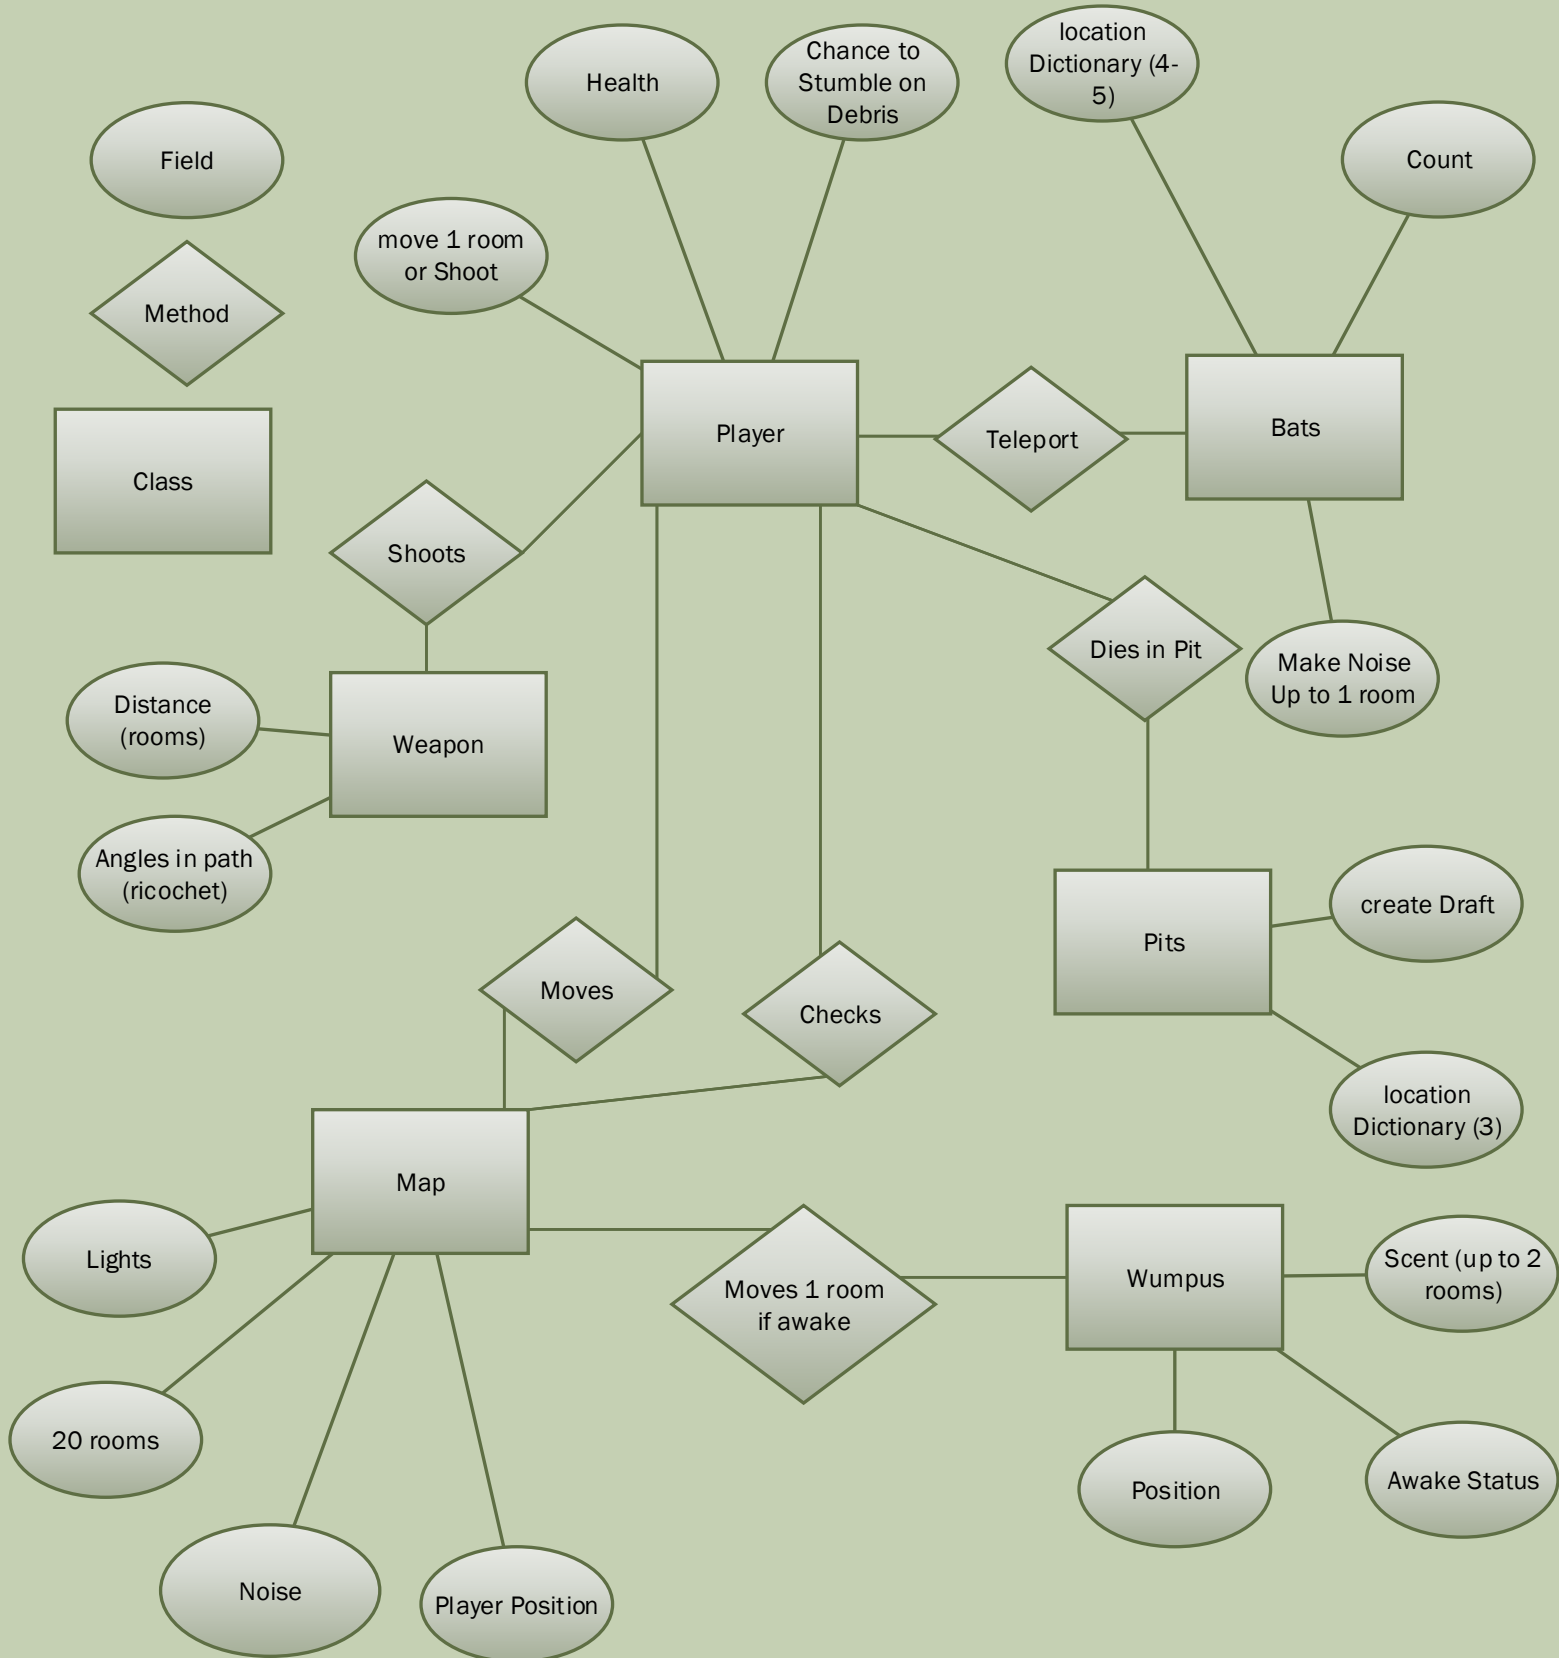 location
Dictionary (4-
5)
Health
Chance to
Stumble on
Debris
Field
Count
move 1 room
or Shoot
Method
Player
Teleport
Bats
Class
Shoots
Dies in Pit
Make Noise
Up to 1 room
Distance
(rooms)
Weapon
Angles in path
(ricochet)
create Draft
Pits
Moves
Checks
location
Dictionary (3)
Map
Lights
Moves 1 room
if awake
Wumpus
Scent (up to 2
rooms)
20 rooms
Position
Awake Status
Noise
Player Position